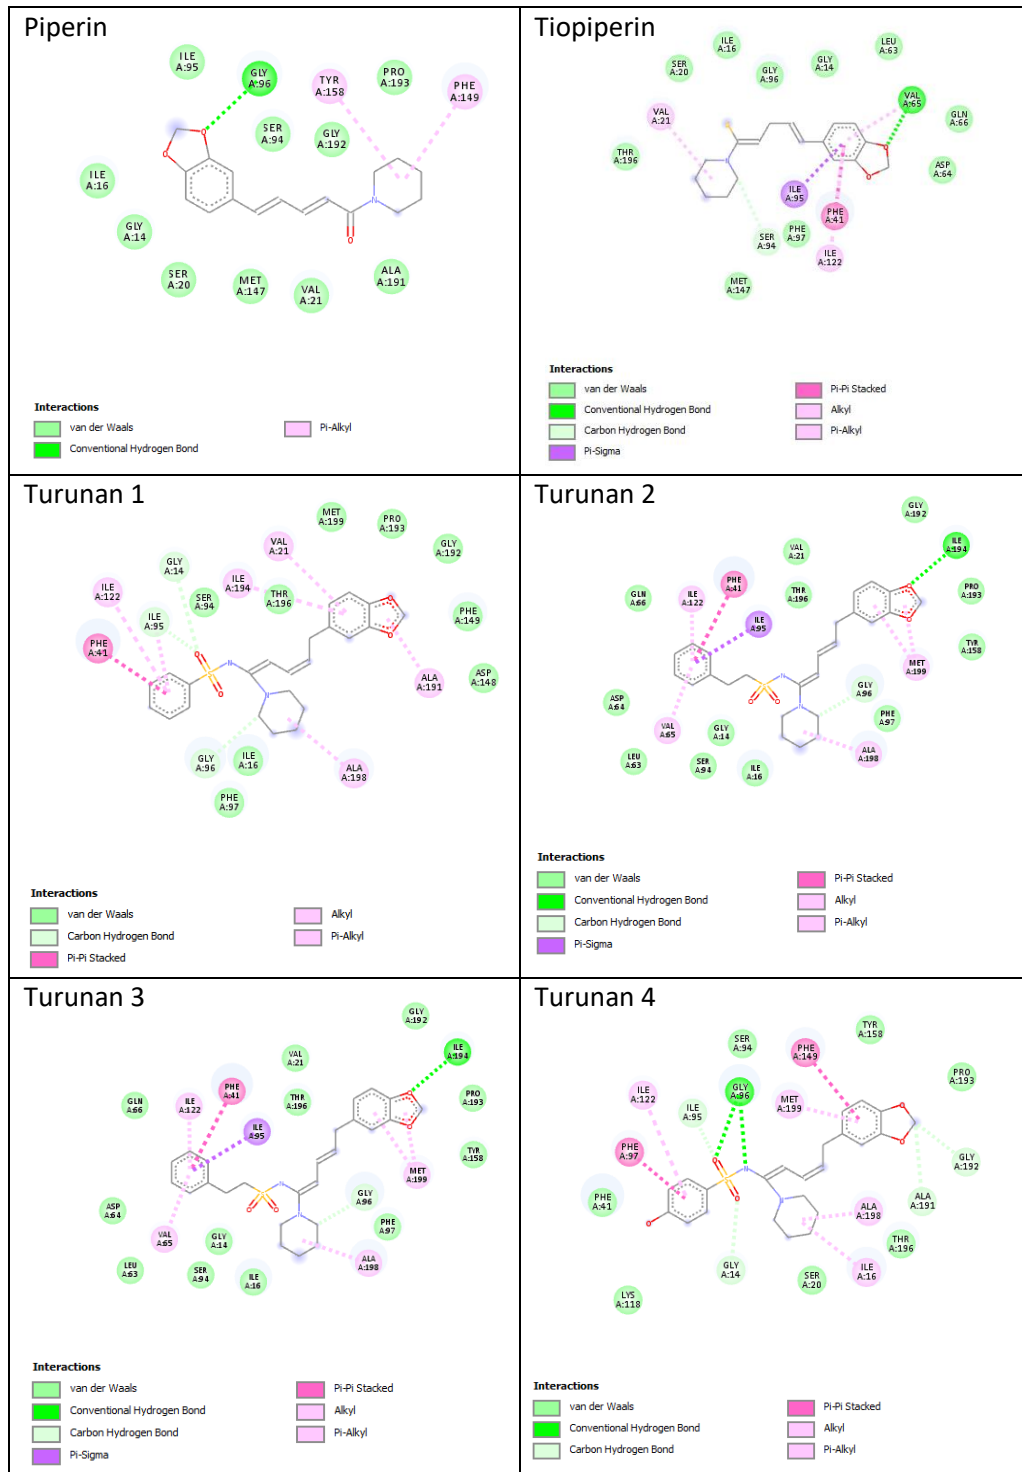 Piperin
ILE A:95
GLY A:96
TYR A:158
PRO A:193
PHE A:149
SER A:94
GLY A:192
ILE A:16
GLY A:14
SER A:20
MET A:147
VAL A:21
ALA A:191
O
O
N
O
Interactions
van der Waals
Conventional Hydrogen Bond
Pi-Alkyl
Tiopiperin
ILE A:16
LEU A:63
SER A:20
GLY A:96
GLY A:14
VAL A:65
VAL A:21
GLN A:66
THR A:196
ASP A:64
ILE A:95
PHE A:41
SER A:94
PHE A:97
ILE A:122
MET A:147
S
N
O
O
Interactions
van der Waals
Conventional Hydrogen Bond
Carbon Hydrogen Bond
Pi-Sigma
Pi-Pi Stacked
Alkyl
Pi-Alkyl
Turunan 1
MET A:199
PRO A:193
VAL A:21
GLY A:192
GLY A:14
ILE A:122
ILE A:194
SER A:94
THR A:196
PHE A:149
ILE A:95
PHE A:41
ALA A:191
ASP A:148
GLY A:96
ILE A:16
ALA A:198
PHE A:97
O
O
O
S
O
N
N
Interactions
van der Waals
Carbon Hydrogen Bond
Pi-Pi Stacked
Alkyl
Pi-Alkyl
Turunan 2
GLY A:192
ILE A:194
VAL A:21
PHE A:41
GLN A:66
ILE A:122
THR A:196
PRO A:193
ILE A:95
TYR A:158
MET A:199
ASP A:64
GLY A:96
VAL A:65
GLY A:14
PHE A:97
LEU A:63
SER A:94
ILE A:16
ALA A:198
O
O
S
N
O
O
N
Interactions
van der Waals
Conventional Hydrogen Bond
Carbon Hydrogen Bond
Pi-Sigma
Pi-Pi Stacked
Alkyl
Pi-Alkyl
Turunan 3
GLY A:192
ILE A:194
VAL A:21
PHE A:41
GLN A:66
ILE A:122
THR A:196
PRO A:193
ILE A:95
TYR A:158
MET A:199
ASP A:64
GLY A:96
VAL A:65
GLY A:14
PHE A:97
LEU A:63
SER A:94
ILE A:16
ALA A:198
O
O
S
N
O
O
N
Interactions
van der Waals
Conventional Hydrogen Bond
Carbon Hydrogen Bond
Pi-Sigma
Pi-Pi Stacked
Alkyl
Pi-Alkyl
Turunan 4
TYR A:158
SER A:94
PHE A:149
PRO A:193
ILE A:122
GLY A:96
ILE A:95
MET A:199
PHE A:97
GLY A:192
PHE A:41
ALA A:191
ALA A:198
THR A:196
GLY A:14
SER A:20
ILE A:16
LYS A:118
O
O
O
N
S
O
N
O
Interactions
van der Waals
Conventional Hydrogen Bond
Carbon Hydrogen Bond
Pi-Pi Stacked
Alkyl
Pi-Alkyl